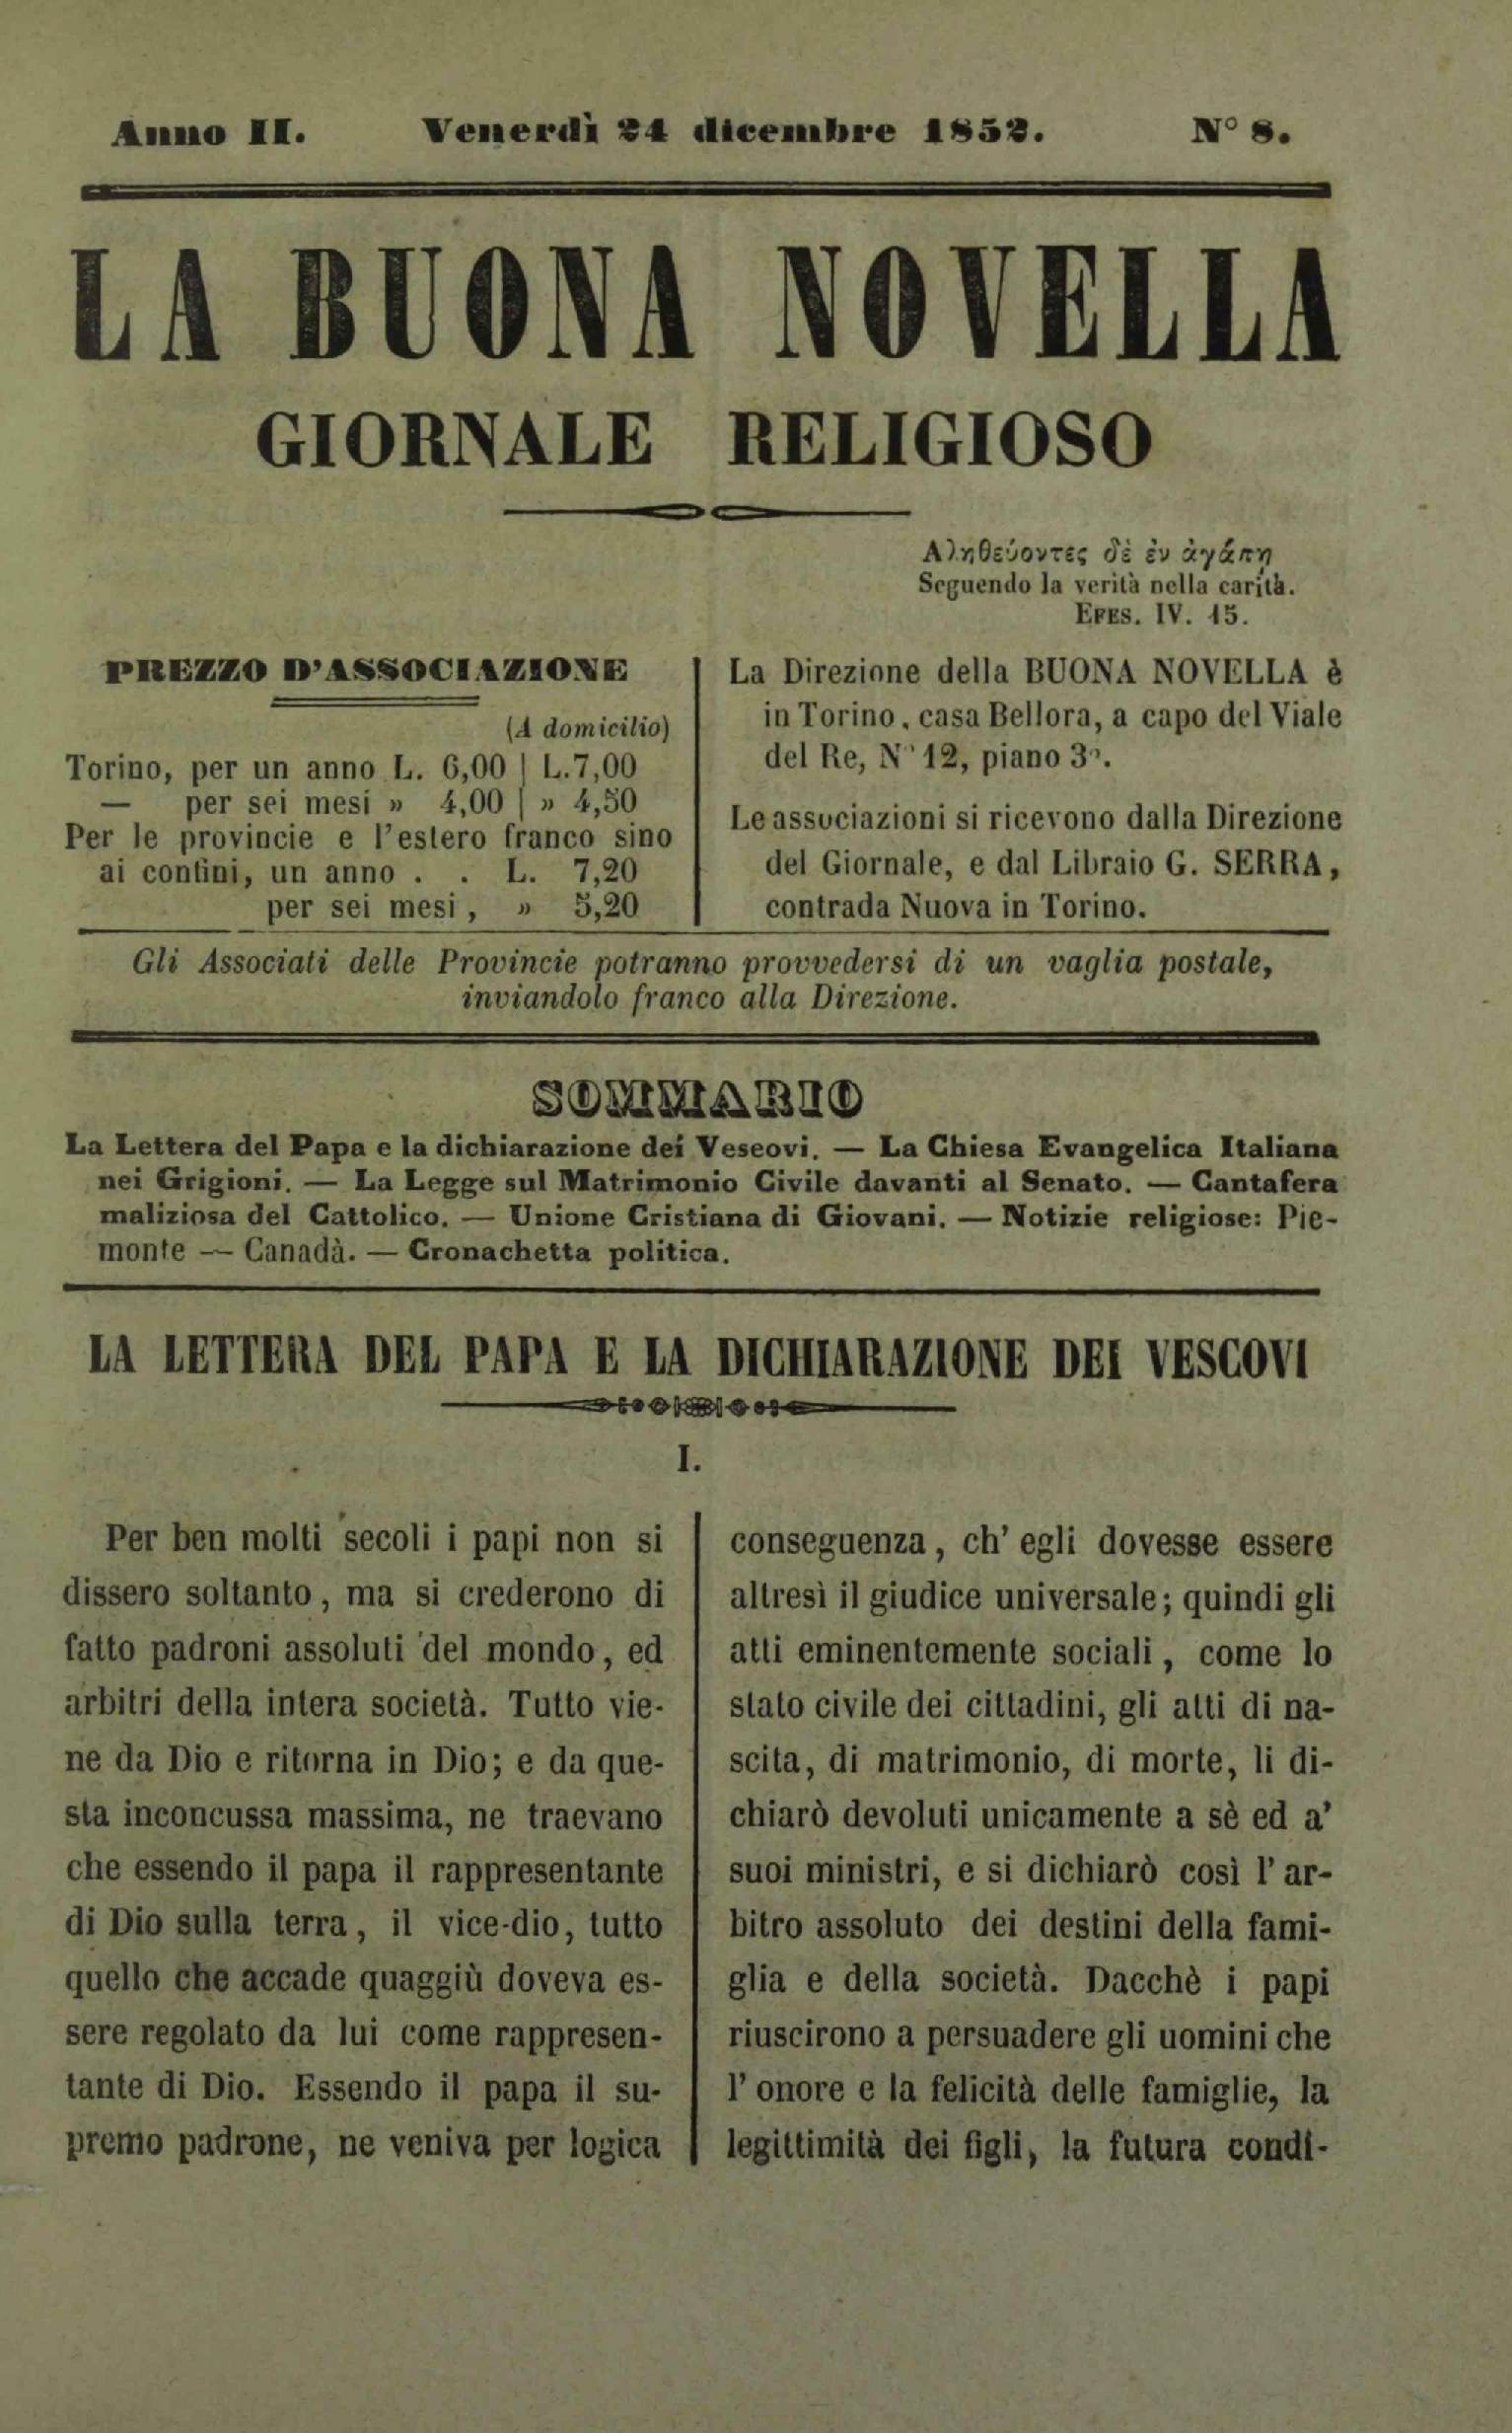 Anno II. Venerdì 24 dicembre 1852. N° 8.
LA BUONA NOVELLA
GIORNALE RELIGIOSO
Αληθεύοντες δὲ ἐν ἀγάπῃ
Seguendo la verità nella carità.
EFES. IV. 15.
PREZZO D'ASSOCIAZIONE
(A domicilio)
Torino, per un anno L. 6,00 | L.7,00
— per sei mesi » 4,00 | » 4,50
Per le provincie e l'estero franco sino
ai confini, un anno . . L. 7,20
per sei mesi, » 5,20
La Direzione della BUONA NOVELLA è
in Torino, casa Bellora, a capo del Viale
del Re, N° 12, piano 3°.
Le associazioni si ricevono dalla Direzione
del Giornale, e dal Libraio G. SERRA,
contrada Nuova in Torino.
Gli Associati delle Provincie potranno provvedersi di un vaglia postale,
inviandolo franco alla Direzione.
SOMMARIO
La Lettera del Papa e la dichiarazione dei Veseovi. — La Chiesa Evangelica Italiana
nei Grigioni. — La Legge sul Matrimonio Civile davanti al Senato. — Cantafera
maliziosa del Cattolico. — Unione Cristiana di Giovani. — Notizie religiose: Pie-
monte — Canadà. — Cronachetta politica.
LA LETTERA DEL PAPA E LA DICHIARAZIONE DEI VESCOVI
I.
Per ben molti secoli i papi non si
dissero soltanto, ma si crederono di
fatto padroni assoluti del mondo, ed
arbitri della intera società. Tutto vie-
ne da Dio e ritorna in Dio; e da que-
sta inconcussa massima, ne traevano
che essendo il papa il rappresentante
di Dio sulla terra, il vice-dio, tutto
quello che accade quaggiù doveva es-
sere regolato da lui come rappresen-
tante di Dio. Essendo il papa il su-
premo padrone, ne veniva per logica
conseguenza, ch' egli dovesse essere
altresì il giudice universale; quindi gli
atti eminentemente sociali, come lo
stato civile dei cittadini, gli atti di na-
scita, di matrimonio, di morte, li di-
chiarò devoluti unicamente a sè ed a'
suoi ministri, e si dichiarò così l' ar-
bitro assoluto dei destini della fami-
glia e della società. Dacchè i papi
riuscirono a persuadere gli uomini che
l' onore e la felicità delle famiglie, la
legittimità dei figli, la futura condi-